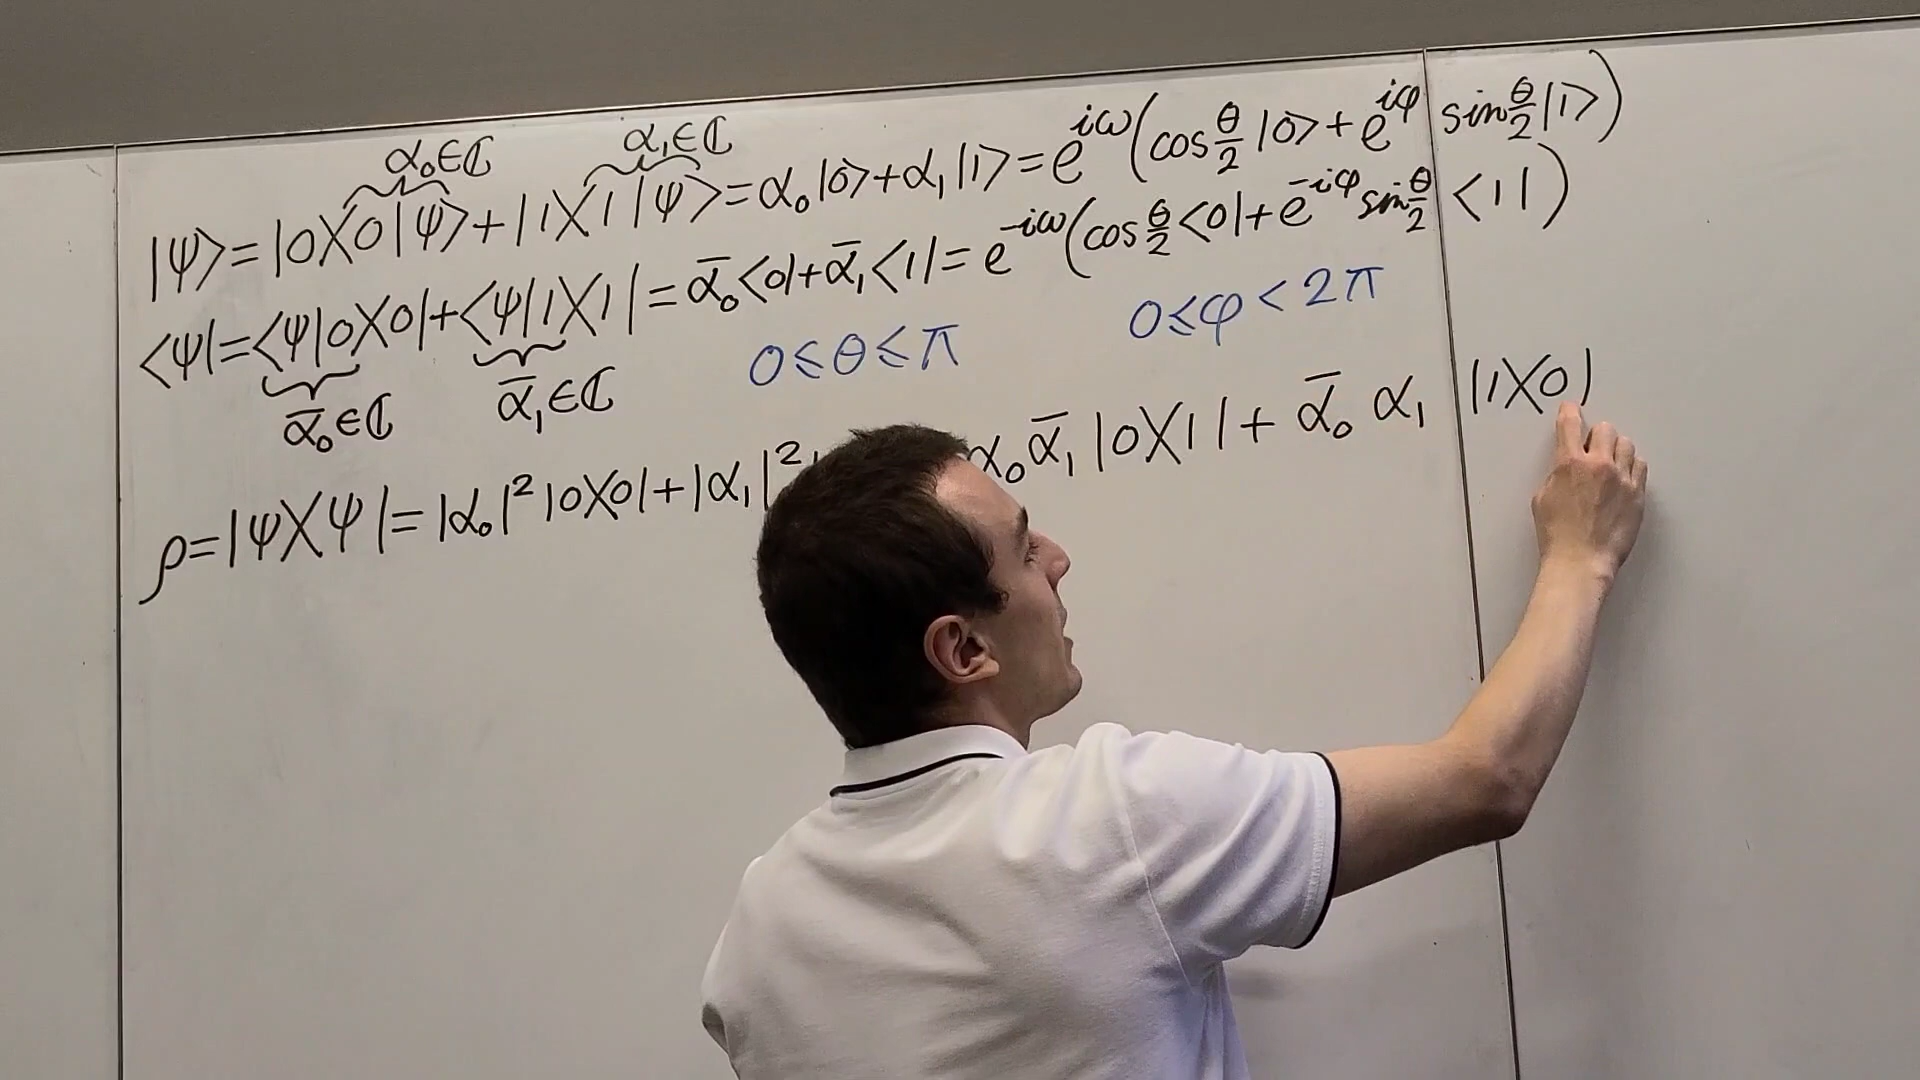 α₀∈ℂ α₁∈ℂ
|ψ⟩=|0⟩⟨0|ψ⟩+|1⟩⟨1|ψ⟩=α₀|0⟩+α₁|1⟩=e^{iω}(cos θ/2 |0⟩+e^{iφ} sin θ/2 |1⟩)
⟨ψ|=⟨ψ|0⟩⟨0|+⟨ψ|1⟩⟨1|=ᾱ₀⟨0|+ᾱ₁⟨1|=e^{-iω}(cos θ/2 ⟨0|+e^{-iφ} sin θ/2 ⟨1|)
ᾱ₀∈ℂ ᾱ₁∈ℂ 0≤θ≤π 0≤φ<2π
ρ=|ψ⟩⟨ψ|=|α₀|²|0⟩⟨0|+|α₁|² α₀ᾱ₁|0⟩⟨1|+ᾱ₀α₁|1⟩⟨0|